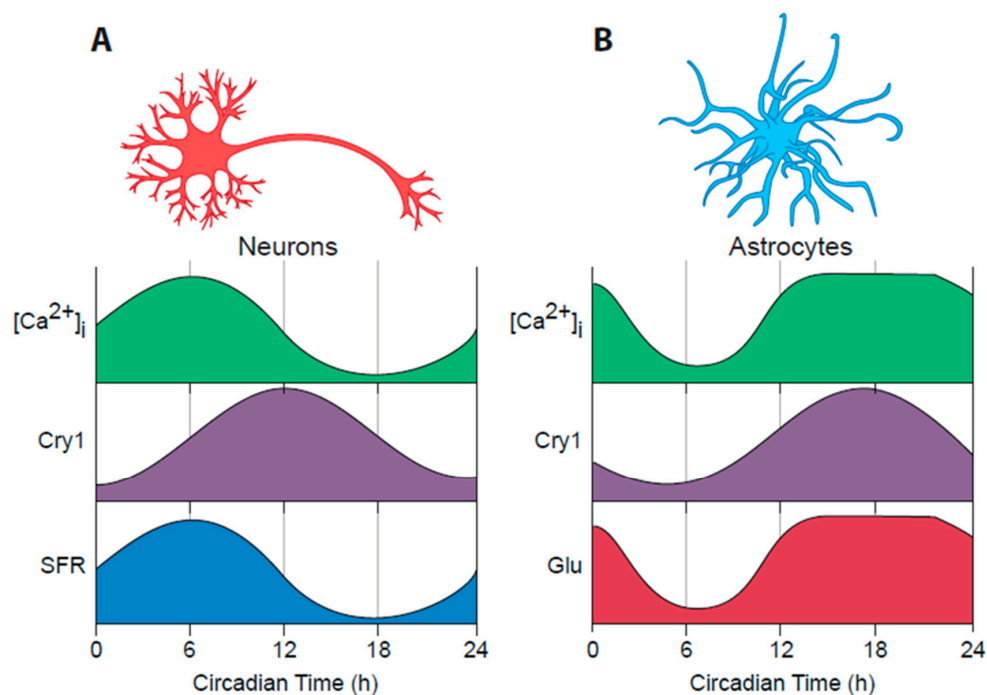 A
B
Neurons
Astrocytes
[Ca²⁺]ᵢ
[Ca²⁺]ᵢ
Cry1
Cry1
SFR
Glu
0 6 12 18 24
0 6 12 18 24
Circadian Time (h)
Circadian Time (h)